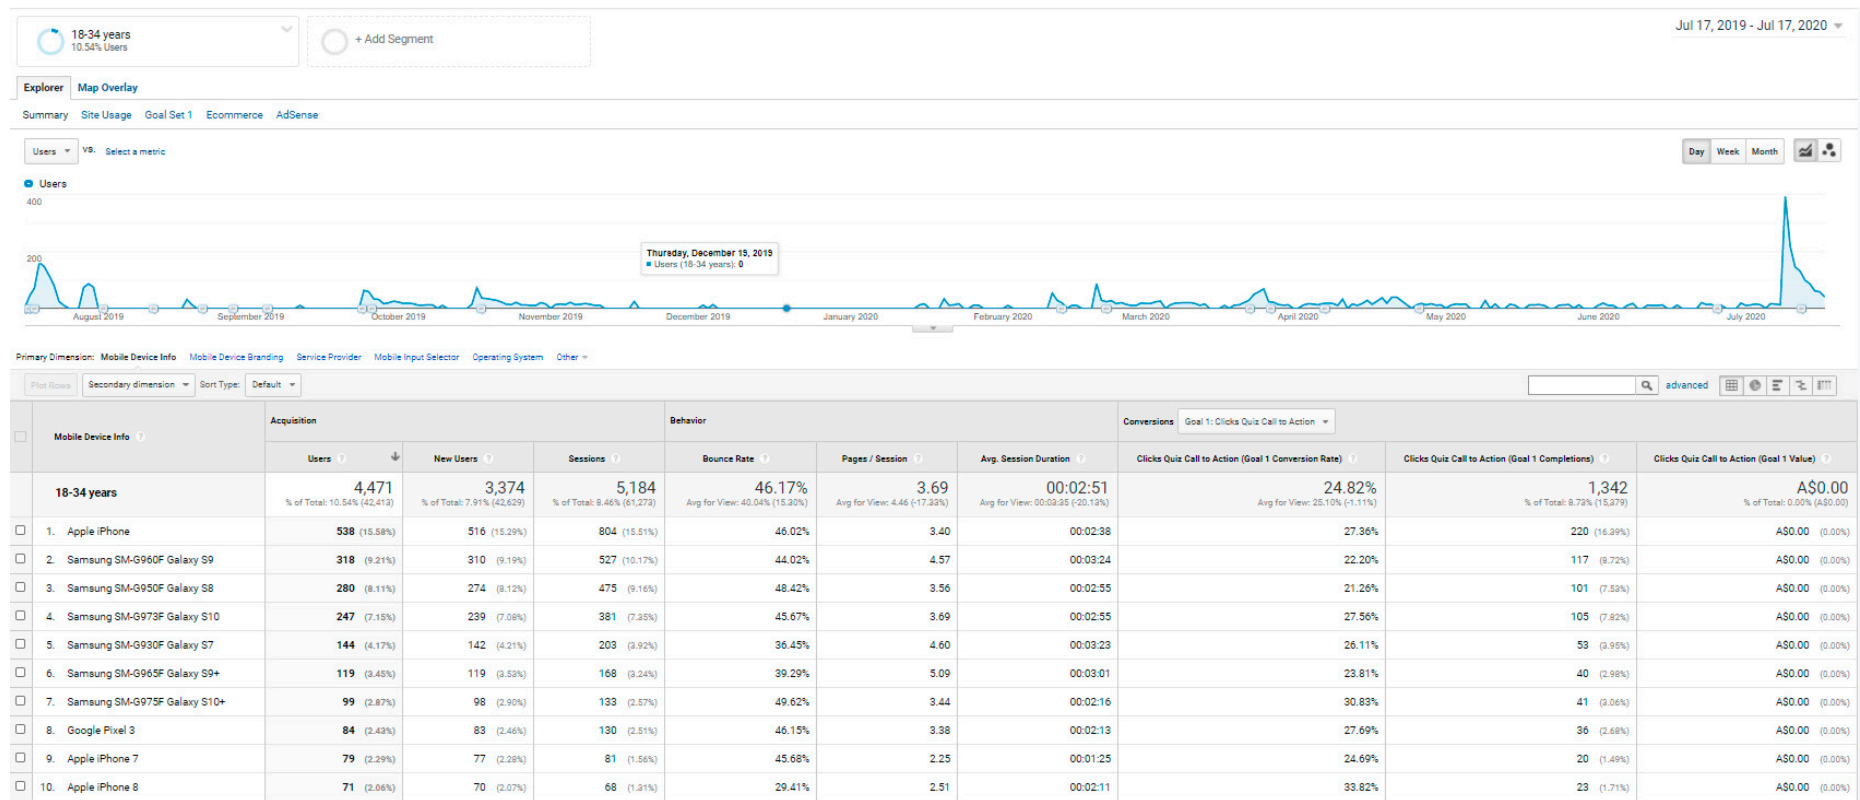 18-34 years
10.54% Users
+ Add Segment
Jul 17, 2019 - Jul 17, 2020
Explorer Map Overlay
Summary Site Usage Goal Set 1 Ecommerce AdSense
Users VS. Select a metric
Day Week Month
Users
400
200
Thursday, December 19, 2019
Users (18-34 years): 0
August 2019 September 2019 October 2019 November 2019 December 2019 January 2020 February 2020 March 2020 April 2020 May 2020 June 2020 July 2020
Primary Dimension: Mobile Device Info Mobile Device Branding Service Provider Mobile Input Selector Operating System Other
Plot Rows Secondary dimension Sort Type: Default advanced
Mobile Device Info Acquisition Behavior Conversions Goal 1: Clicks Quiz Call to Action
Users New Users Sessions Bounce Rate Pages / Session Avg. Session Duration Clicks Quiz Call to Action (Goal 1 Conversion Rate) Clicks Quiz Call to Action (Goal 1 Completions) Clicks Quiz Call to Action (Goal 1 Value)
18-34 years 4,471 3,374 5,184 46.17% 3.69 00:02:51 24.82% 1,342 A$0.00
% of Total: 10.54% (42,413) % of Total: 7.91% (42,629) % of Total: 8.46% (61,273) Avg for View: 40.04% (15.30%) Avg for View: 4.46 (-17.33%) Avg for View: 00:03:35 (-20.13%) Avg for View: 25.10% (-1.11%) % of Total: 8.73% (15,379) % of Total: 0.00% (A$0.00)
1. Apple iPhone 538 (15.58%) 516 (15.29%) 804 (15.51%) 46.02% 3.40 00:02:38 27.36% 220 (16.39%) A$0.00 (0.00%)
2. Samsung SM-G960F Galaxy S9 318 (9.21%) 310 (9.19%) 527 (10.17%) 44.02% 4.57 00:03:24 22.20% 117 (8.72%) A$0.00 (0.00%)
3. Samsung SM-G950F Galaxy S8 280 (8.11%) 274 (8.12%) 475 (9.16%) 48.42% 3.56 00:02:55 21.26% 101 (7.53%) A$0.00 (0.00%)
4. Samsung SM-G973F Galaxy S10 247 (7.15%) 239 (7.08%) 381 (7.35%) 45.67% 3.69 00:02:55 27.56% 105 (7.82%) A$0.00 (0.00%)
5. Samsung SM-G930F Galaxy S7 144 (4.17%) 142 (4.21%) 203 (3.92%) 36.45% 4.60 00:03:23 26.11% 53 (3.95%) A$0.00 (0.00%)
6. Samsung SM-G965F Galaxy S9+ 119 (3.45%) 119 (3.53%) 168 (3.24%) 39.29% 5.09 00:03:01 23.81% 40 (2.98%) A$0.00 (0.00%)
7. Samsung SM-G975F Galaxy S10+ 99 (2.87%) 98 (2.90%) 133 (2.57%) 49.62% 3.44 00:02:16 30.83% 41 (3.06%) A$0.00 (0.00%)
8. Google Pixel 3 84 (2.43%) 83 (2.46%) 130 (2.51%) 46.15% 3.38 00:02:13 27.69% 36 (2.68%) A$0.00 (0.00%)
9. Apple iPhone 7 79 (2.29%) 77 (2.28%) 81 (1.56%) 45.68% 2.25 00:01:25 24.69% 20 (1.49%) A$0.00 (0.00%)
10. Apple iPhone 8 71 (2.06%) 70 (2.07%) 68 (1.31%) 29.41% 2.51 00:02:11 33.82% 23 (1.71%) A$0.00 (0.00%)